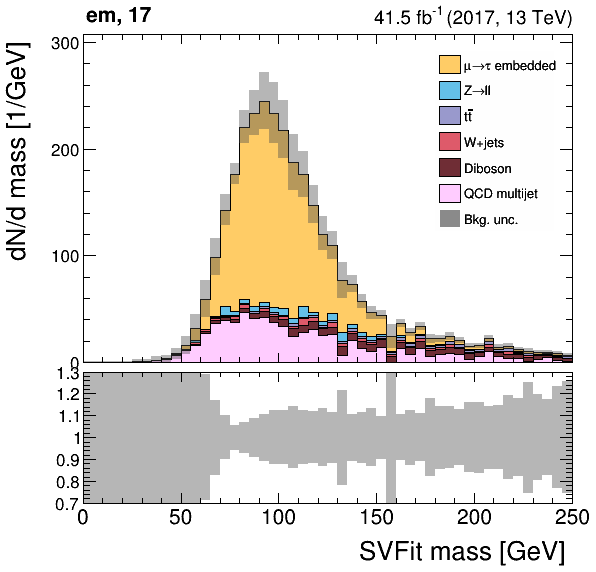 em, 17
41.5 fb⁻¹ (2017, 13 TeV)
dN/d mass [1/GeV]
300
200
100
0
μ→τ embedded
Z→ll
tt̄
W+jets
Diboson
QCD multijet
Bkg. unc.
1.3
1.2
1.1
1
0.9
0.8
0.7
0 50 100 150 200 250
SVFit mass [GeV]